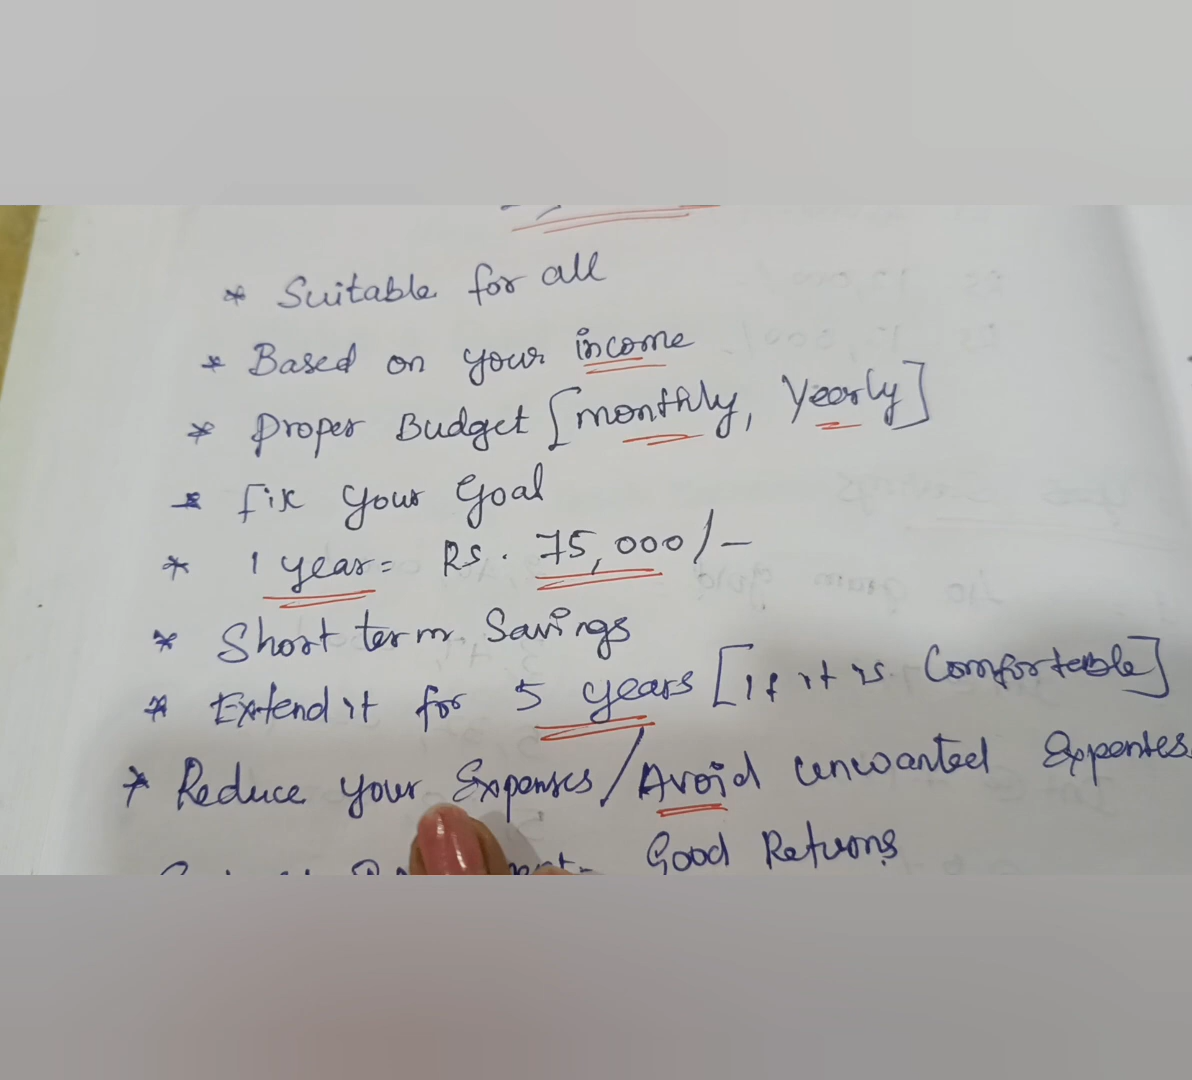 * Suitable for all
* Based on your income
* Proper Budget [monthly, Yearly]
* Fix your Goal
* 1 year = Rs. 75,000/-
* Short term Savings
* Extend it for 5 years [if it is Comfortable]
* Reduce your Expenses/Avoid unwanted Expenses
Good Returns